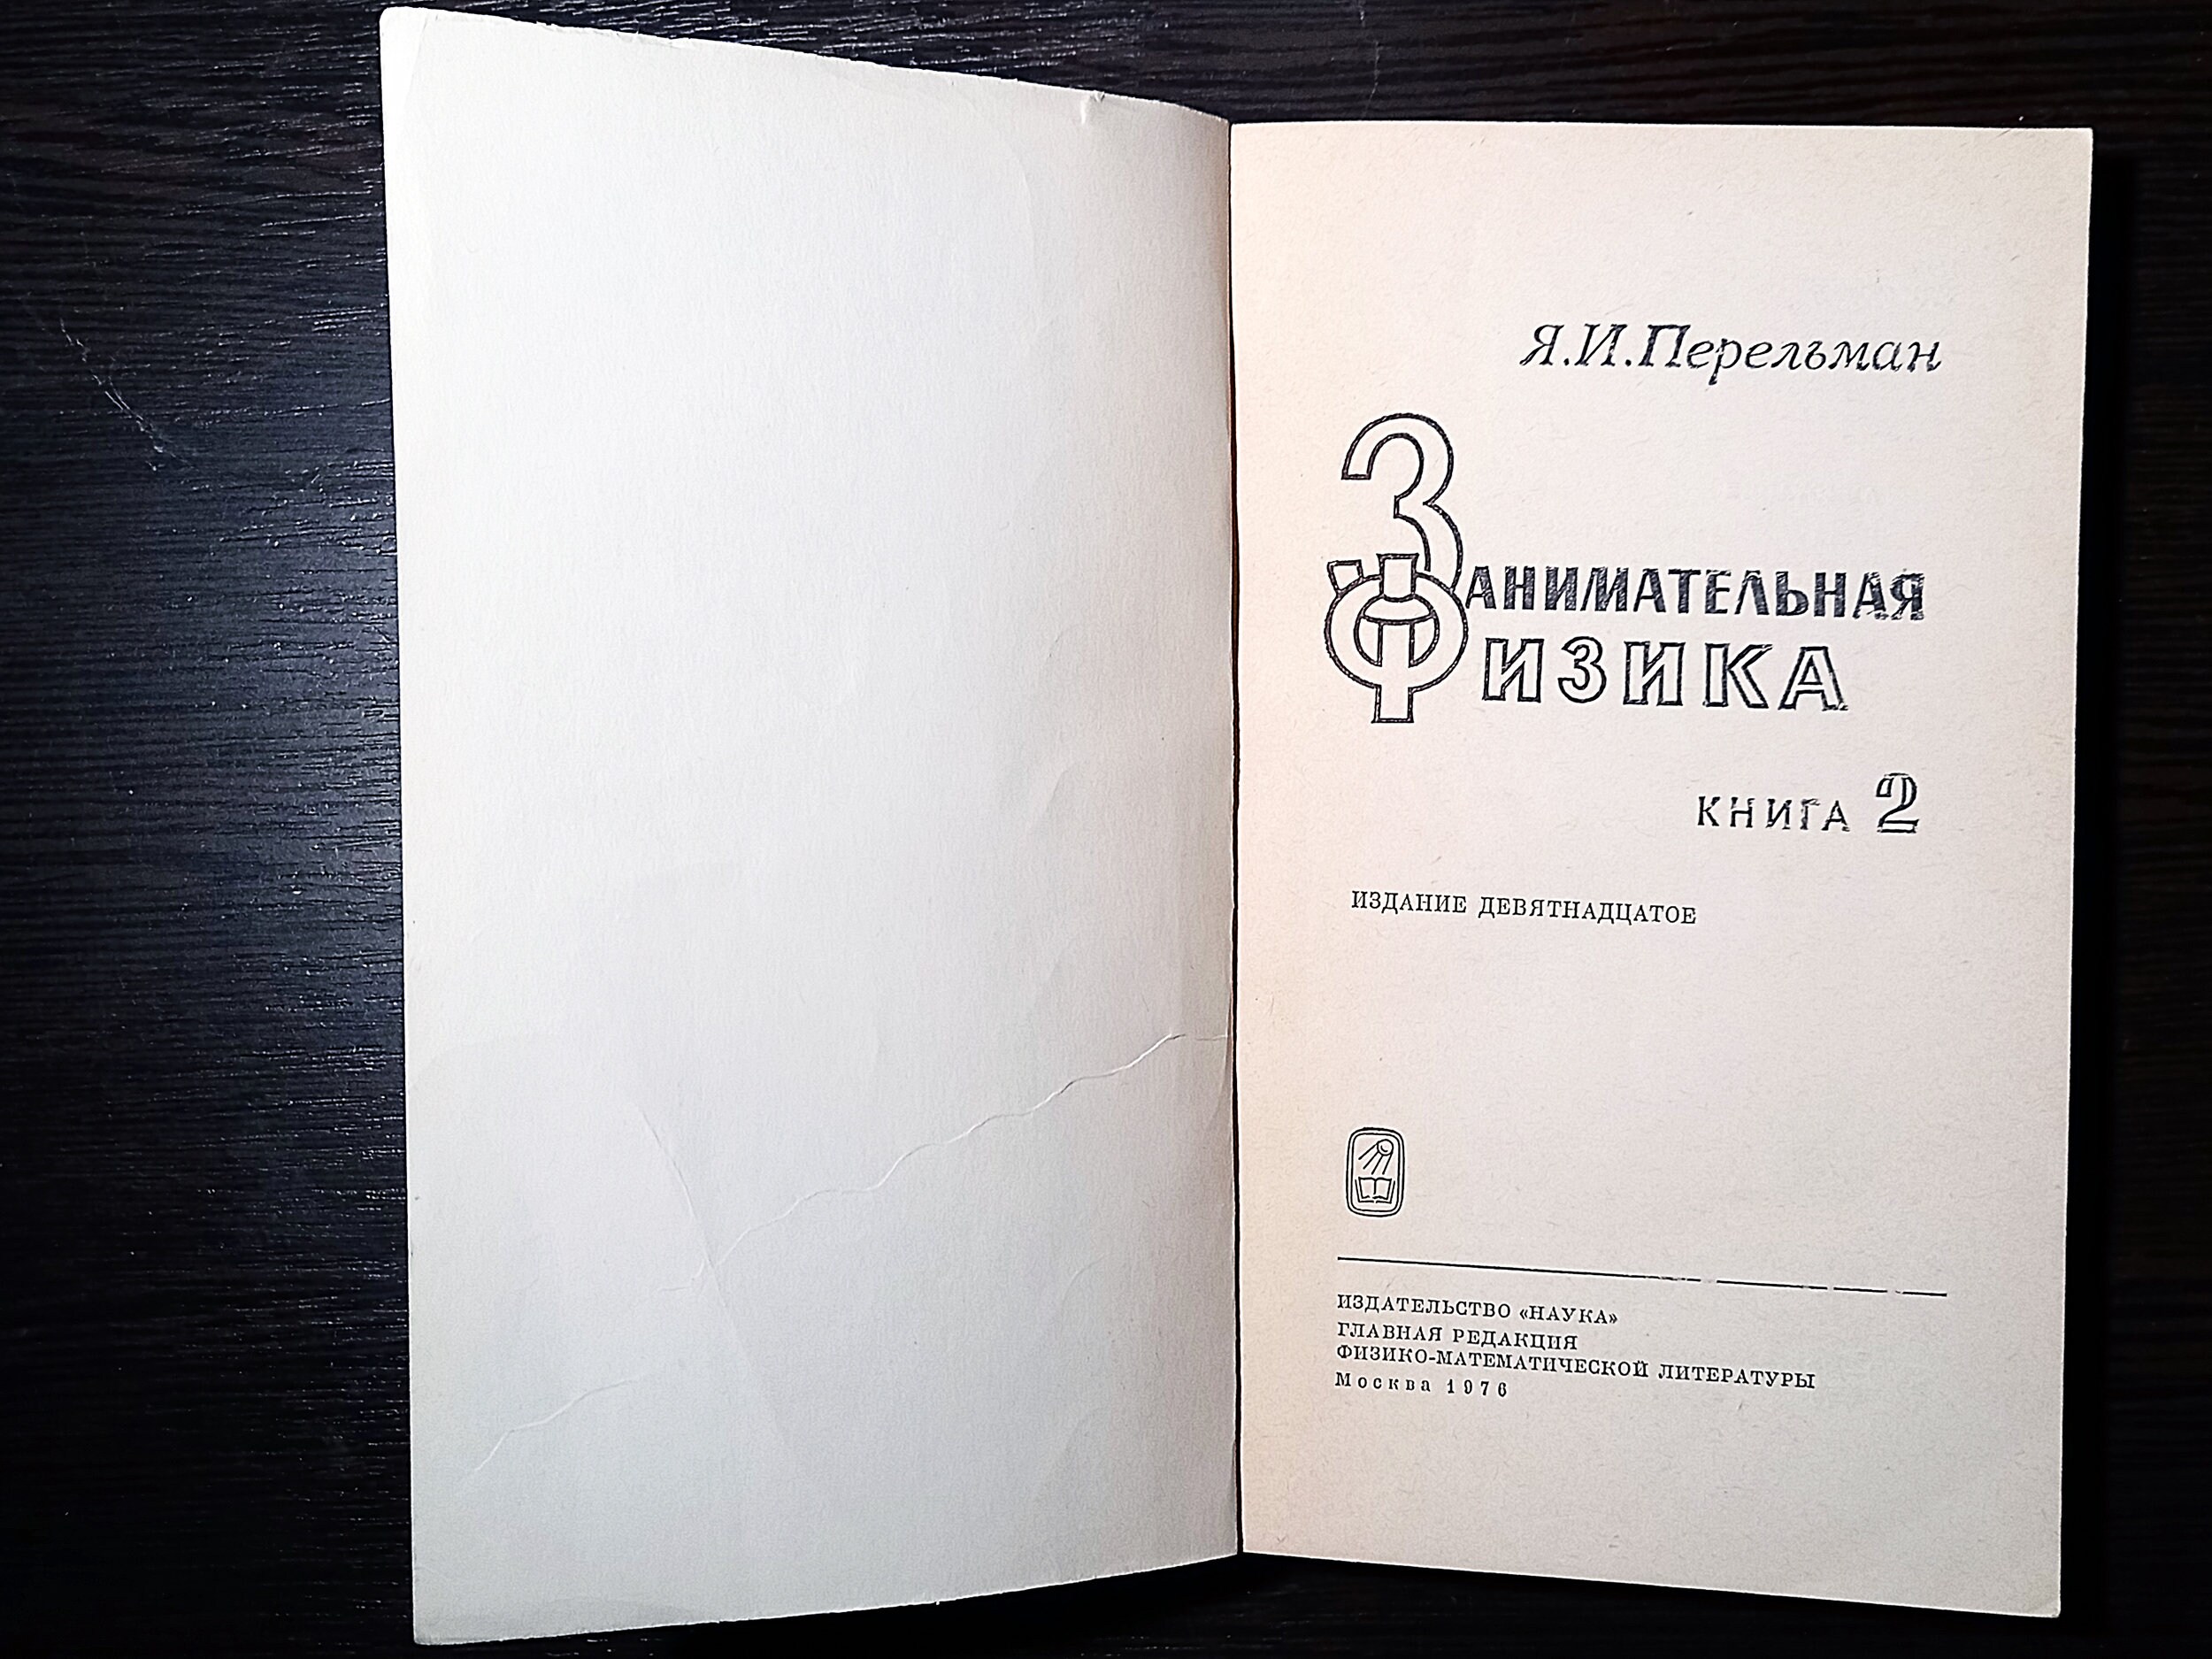 Я.И.Перельман
ЗАНИМАТЕЛЬНАЯ
ФИЗИКА
КНИГА 2
ИЗДАНИЕ ДЕВЯТНАДЦАТОЕ
ИЗДАТЕЛЬСТВО «НАУКА»
ГЛАВНАЯ РЕДАКЦИЯ
ФИЗИКО-МАТЕМАТИЧЕСКОЙ ЛИТЕРАТУРЫ
Москва 1976